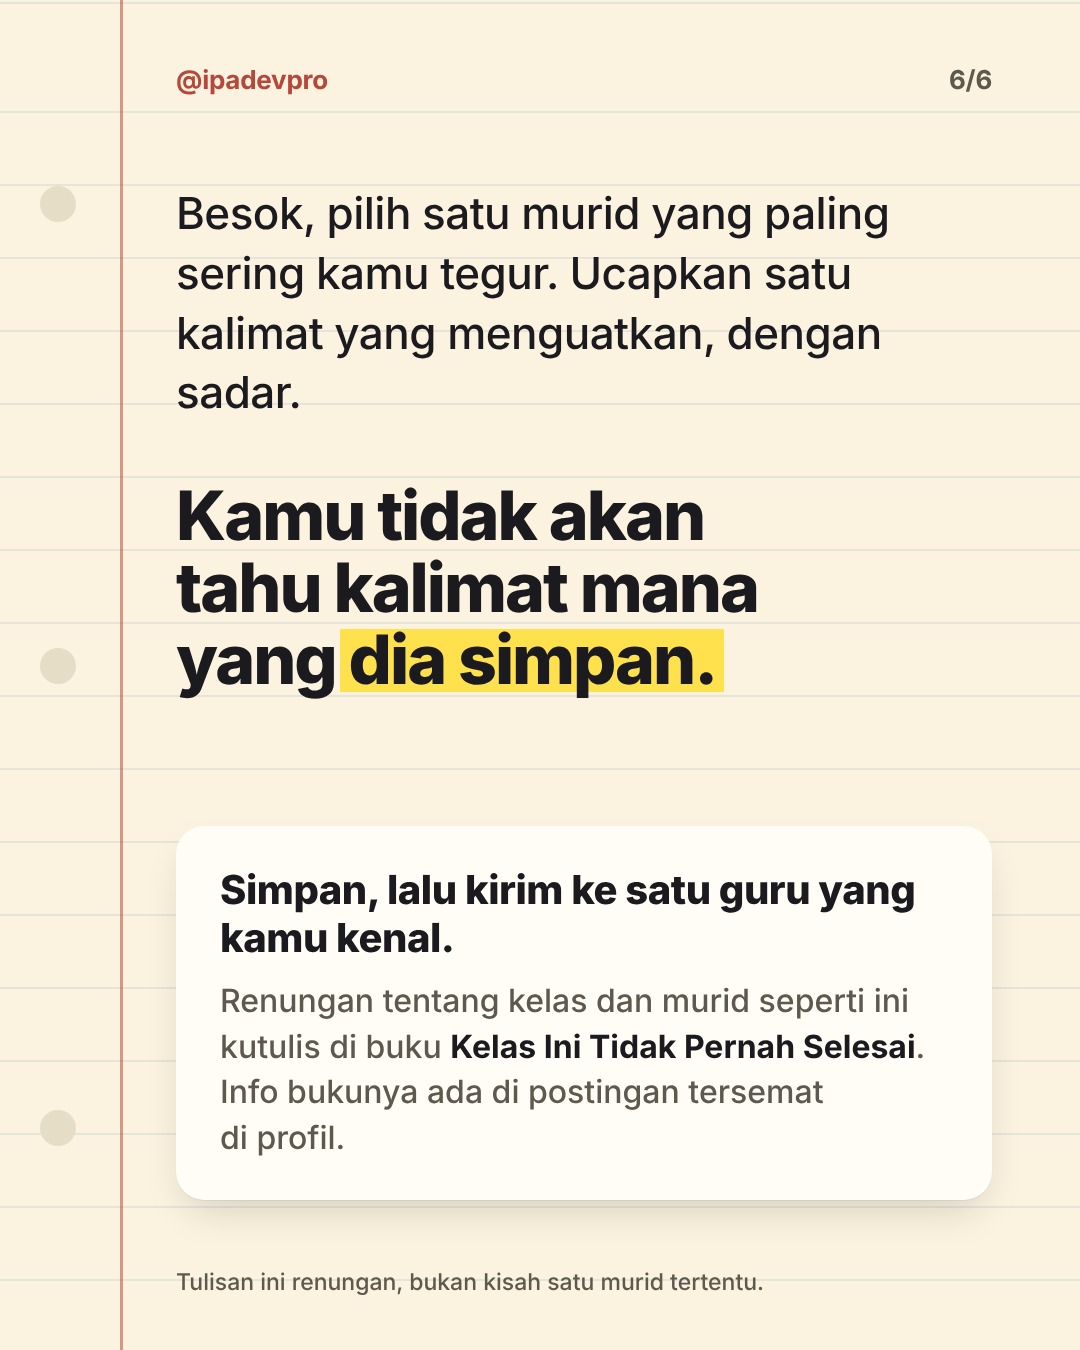 @ipadevpro
6/6
Besok, pilih satu murid yang paling
sering kamu tegur. Ucapkan satu
kalimat yang menguatkan, dengan
sadar.
Kamu tidak akan
tahu kalimat mana
yang dia simpan.
Simpan, lalu kirim ke satu guru yang
kamu kenal.
Renungan tentang kelas dan murid seperti ini
kutulis di buku Kelas Ini Tidak Pernah Selesai.
Info bukunya ada di postingan tersemat
di profil.
Tulisan ini renungan, bukan kisah satu murid tertentu.